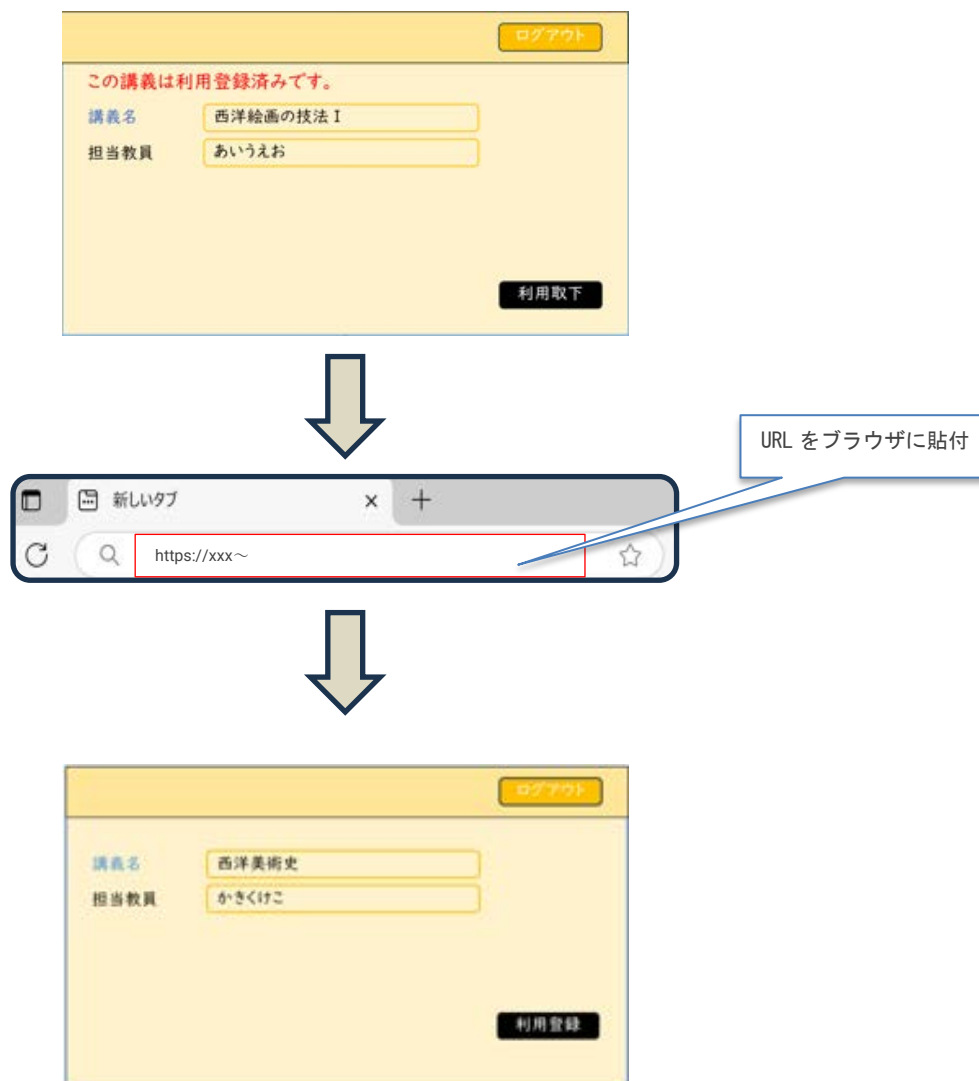 ログアウト
この講義は利用登録済みです。
講義名 西洋絵画の技法Ⅰ
担当教員 あいうえお
利用取下
URL をブラウザに貼付
新しいタブ
https://xxx～
ログアウト
講義名 西洋美術史
担当教員 かきくけこ
利用登録